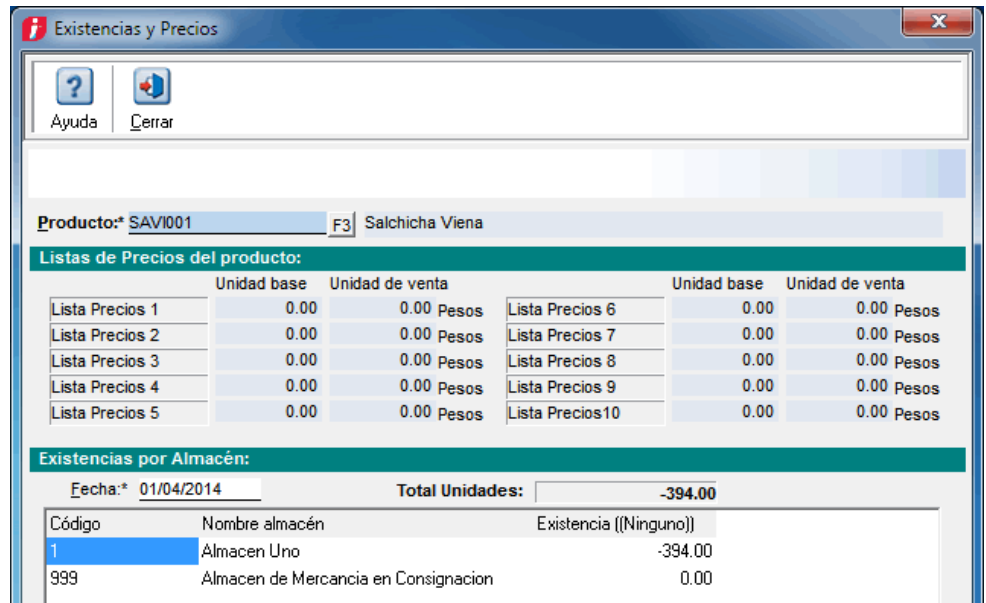 Existencias y Precios
X
? Ayuda Cerrar
Producto:* SAVI001 F3 Salchicha Viena
Listas de Precios del producto:
Unidad base Unidad de venta Unidad base Unidad de venta
Lista Precios 1 0.00 0.00 Pesos Lista Precios 6 0.00 0.00 Pesos
Lista Precios 2 0.00 0.00 Pesos Lista Precios 7 0.00 0.00 Pesos
Lista Precios 3 0.00 0.00 Pesos Lista Precios 8 0.00 0.00 Pesos
Lista Precios 4 0.00 0.00 Pesos Lista Precios 9 0.00 0.00 Pesos
Lista Precios 5 0.00 0.00 Pesos Lista Precios10 0.00 0.00 Pesos
Existencias por Almacén:
Fecha:* 01/04/2014 Total Unidades: -394.00
Código Nombre almacén Existencia ((Ninguno))
1 Almacen Uno -394.00
999 Almacen de Mercancia en Consignacion 0.00